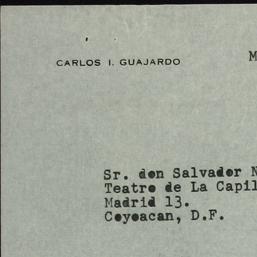 CARLOS I. GUAJARDO
M
Sr. don Salvador N
Teatro de La Capil
Madrid 13.
Coyoacan, D.F.